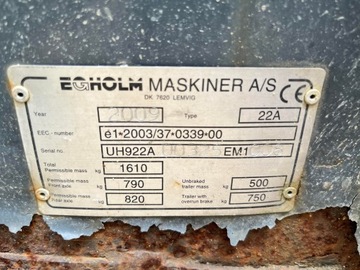 EGHOLM MASKINER A/S CE
DK 7620 LEMVIG
Year 2009 Type 22A
EEC.- number e1*2003/37*0339*00
Serial no. UH922A EM1
Total Permissible mass kg 1610
Permissible mass Front axle kg 790 Unbraked trailer mass kg 500
Permissible mass Rear axle kg 820 Trailer with overrun brake kg 750